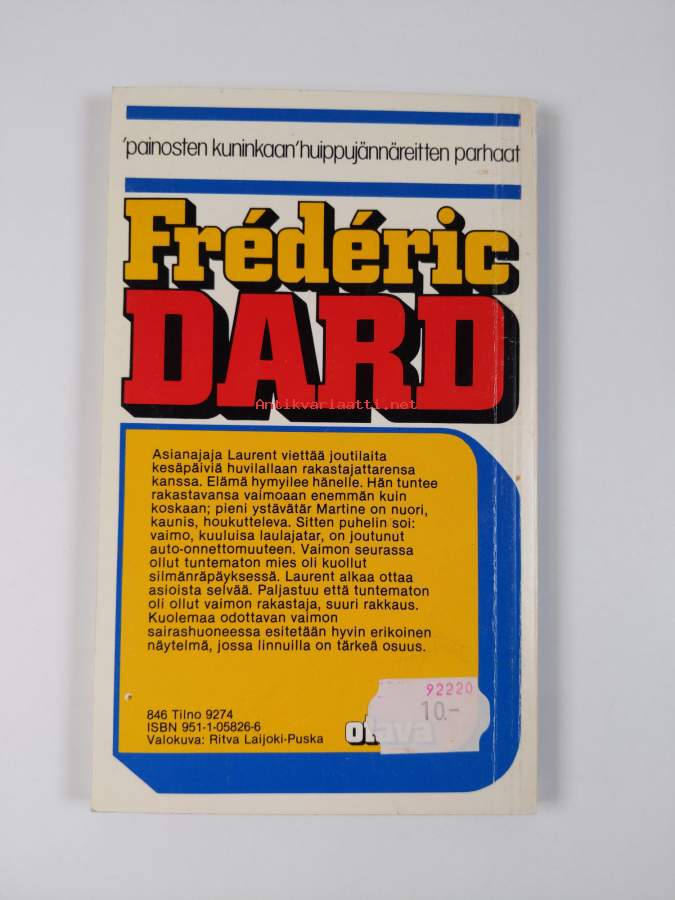 'painosten kuninkaan' huippujännäreitten parhaat
Frédéric
DARD
Antikvariaatti.net
Asianajaja Laurent viettää joutilaita
kesäpäiviä huvilallaan rakastajattarensa
kanssa. Elämä hymyilee hänelle. Hän tuntee
rakastavansa vaimoaan enemmän kuin
koskaan; pieni ystävätär Martine on nuori,
kaunis, houkutteleva. Sitten puhelin soi:
vaimo, kuuluisa laulajatar, on joutunut
auto-onnettomuuteen. Vaimon seurassa
ollut tuntematon mies oli kuollut
silmänräpäyksessä. Laurent alkaa ottaa
asioista selvää. Paljastuu että tuntematon
oli ollut vaimon rakastaja, suuri rakkaus.
Kuolemaa odottavan vaimon
sairashuoneessa esitetään hyvin erikoinen
näytelmä, jossa linnuilla on tärkeä osuus.
92220
10.-
846 Tilno 9274
ISBN 951-1-05826-6
Valokuva: Ritva Laijoki-Puska
otava